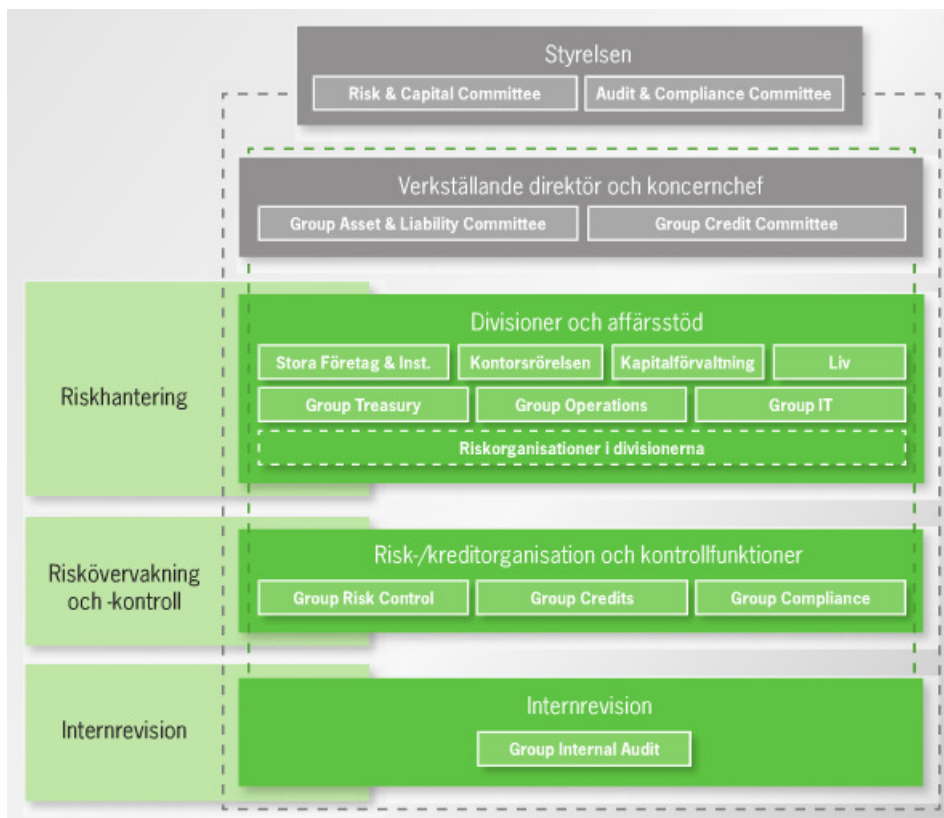 Styrelsen
Risk & Capital Committee
Audit & Compliance Committee
Verkställande direktör och koncernchef
Group Asset & Liability Committee
Group Credit Committee
Riskhantering
Divisioner och affärsstöd
Stora Företag & Inst.
Kontorsrörelsen
Kapitalförvaltning
Liv
Group Treasury
Group Operations
Group IT
Riskorganisationer i divisionerna
Riskövervakning
och -kontroll
Risk-/kreditorganisation och kontrollfunktioner
Group Risk Control
Group Credits
Group Compliance
Internrevision
Internrevision
Group Internal Audit